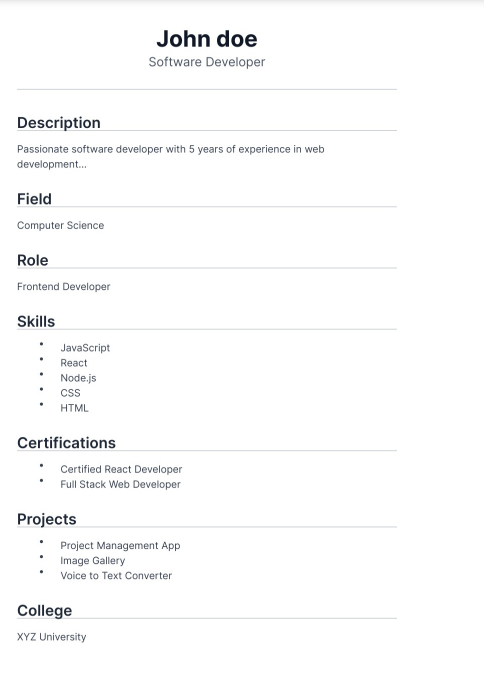 John doe
Software Developer
Description
Passionate software developer with 5 years of experience in web
development...
Field
Computer Science
Role
Frontend Developer
Skills
• JavaScript
• React
• Node.js
• CSS
• HTML
Certifications
• Certified React Developer
• Full Stack Web Developer
Projects
• Project Management App
• Image Gallery
• Voice to Text Converter
College
XYZ University